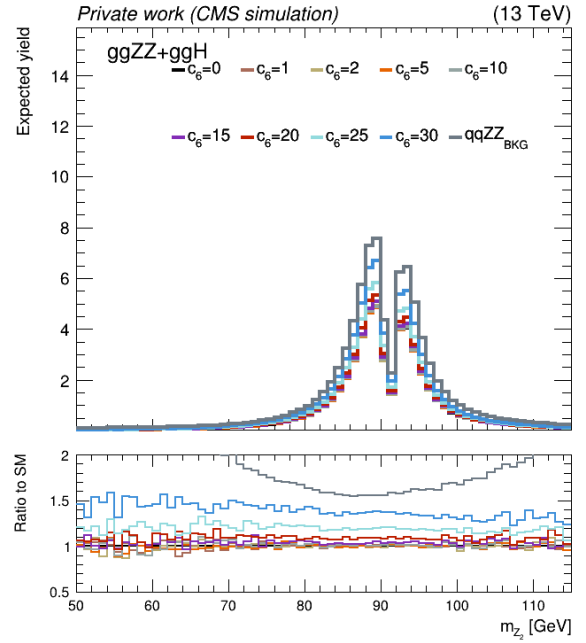 Private work (CMS simulation) (13 TeV)
Expected yield
ggZZ+ggH
c6=0 c6=1 c6=2 c6=5 c6=10
c6=15 c6=20 c6=25 c6=30 qqZZBKG
14
12
10
8
6
4
2
Ratio to SM
2
1.5
1
0.5
50 60 70 80 90 100 110
mZ2 [GeV]